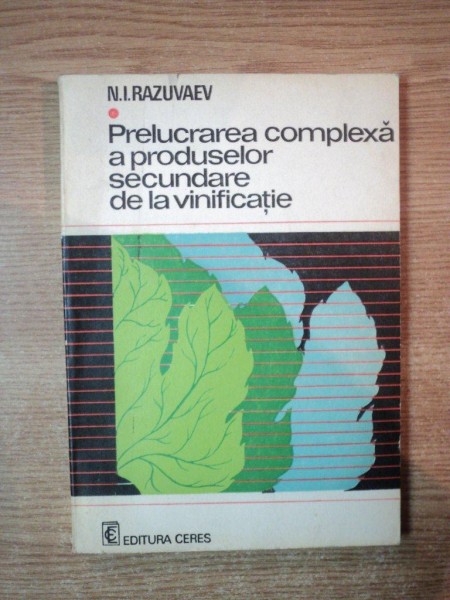 N.I.RAZUVAEV
Prelucrarea complexă
a produselor
secundare
de la vinificație
EDITURA CERES